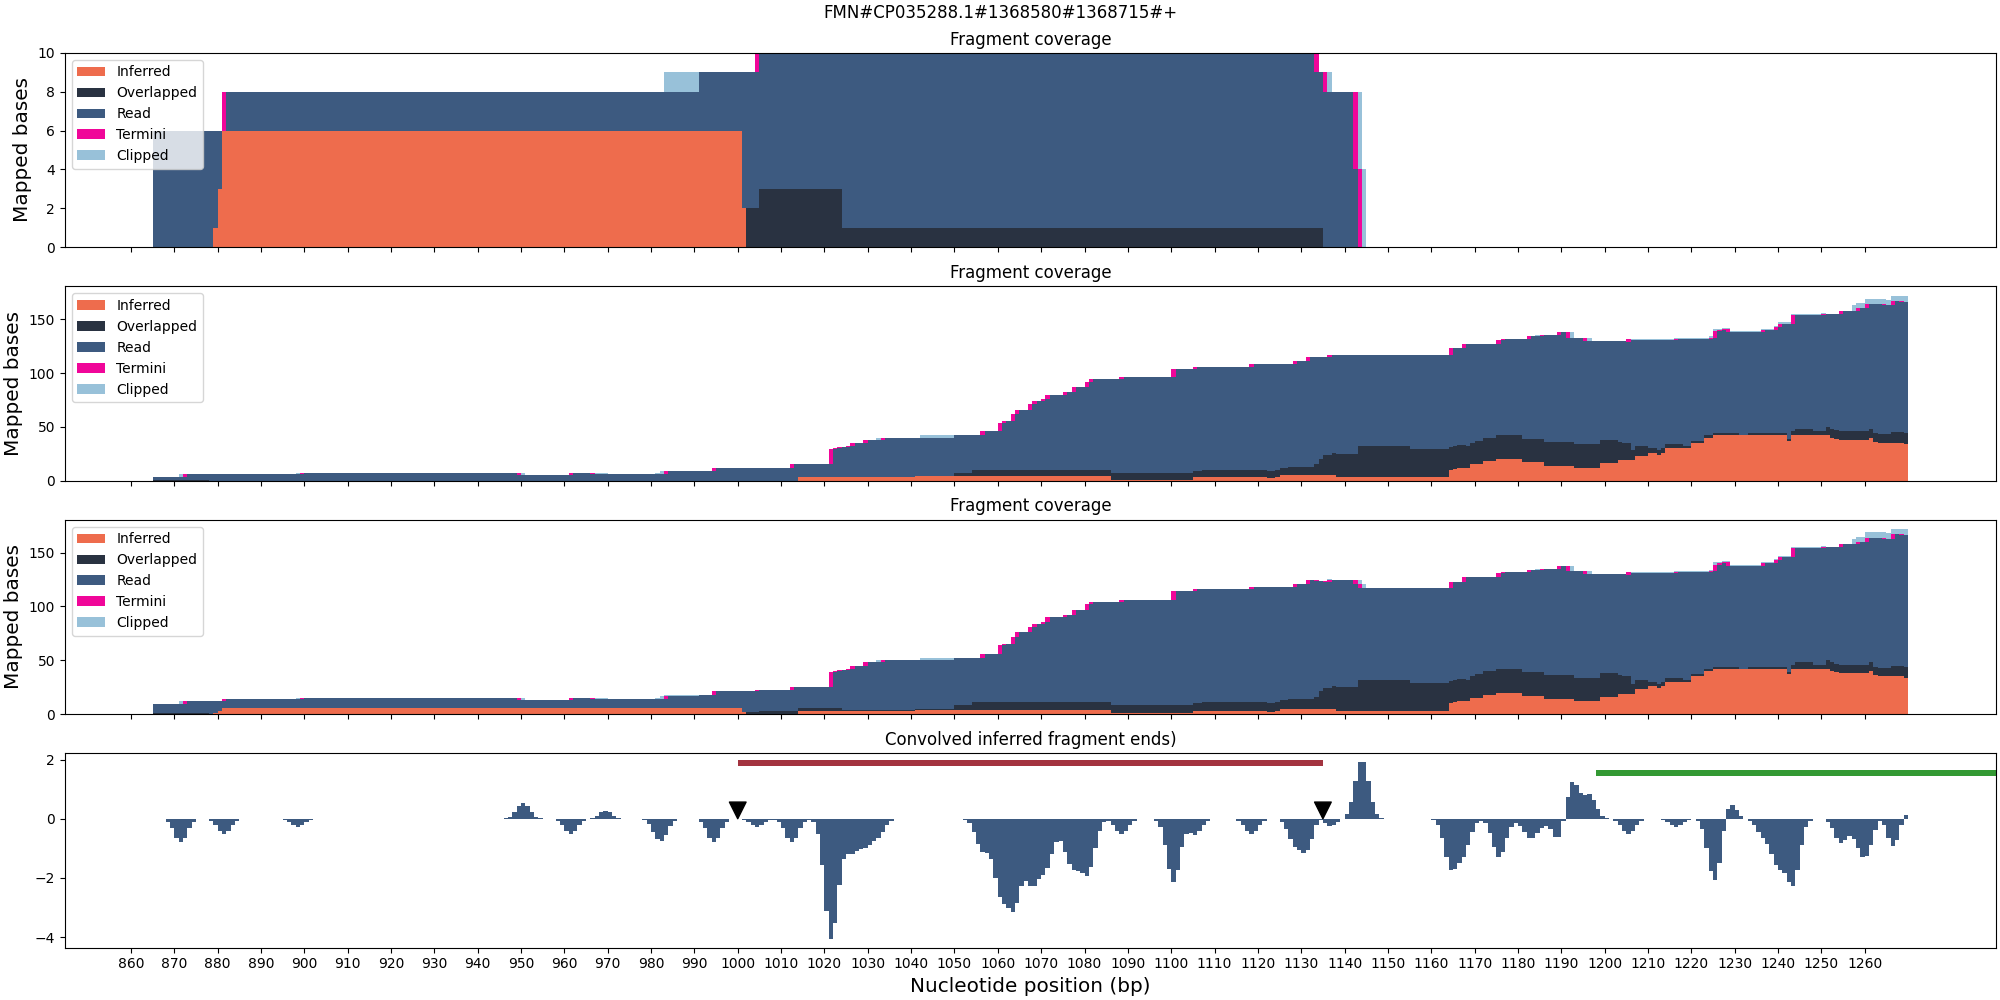 FMN#CP035288.1#1368580#1368715#+
Fragment coverage
Mapped bases
10
8
6
4
2
0
Inferred
Overlapped
Read
Termini
Clipped
Fragment coverage
Mapped bases
150
100
50
0
Inferred
Overlapped
Read
Termini
Clipped
Fragment coverage
Mapped bases
150
100
50
0
Inferred
Overlapped
Read
Termini
Clipped
Convolved inferred fragment ends)
2
0
−2
−4
860 870 880 890 900 910 920 930 940 950 960 970 980 990 1000 1010 1020 1030 1040 1050 1060 1070 1080 1090 1100 1110 1120 1130 1140 1150 1160 1170 1180 1190 1200 1210 1220 1230 1240 1250 1260
Nucleotide position (bp)